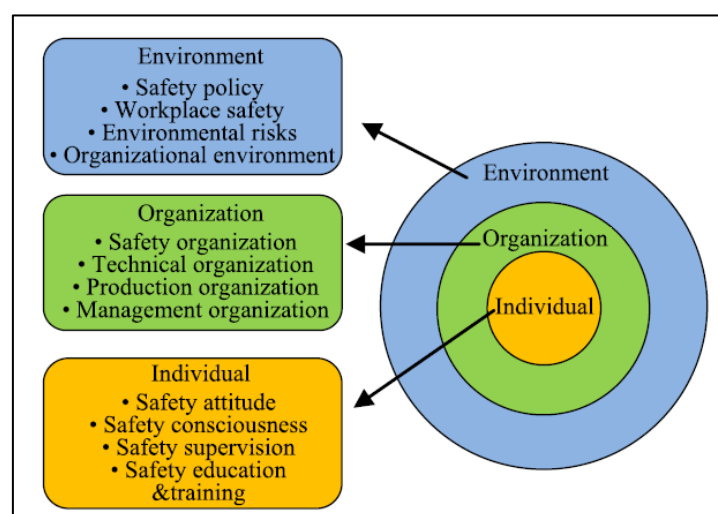 Environment
• Safety policy
• Workplace safety
• Environmental risks
• Organizational environment
Organization
• Safety organization
• Technical organization
• Production organization
• Management organization
Individual
• Safety attitude
• Safety consciousness
• Safety supervision
• Safety education
&training
Environment
Organization
Individual